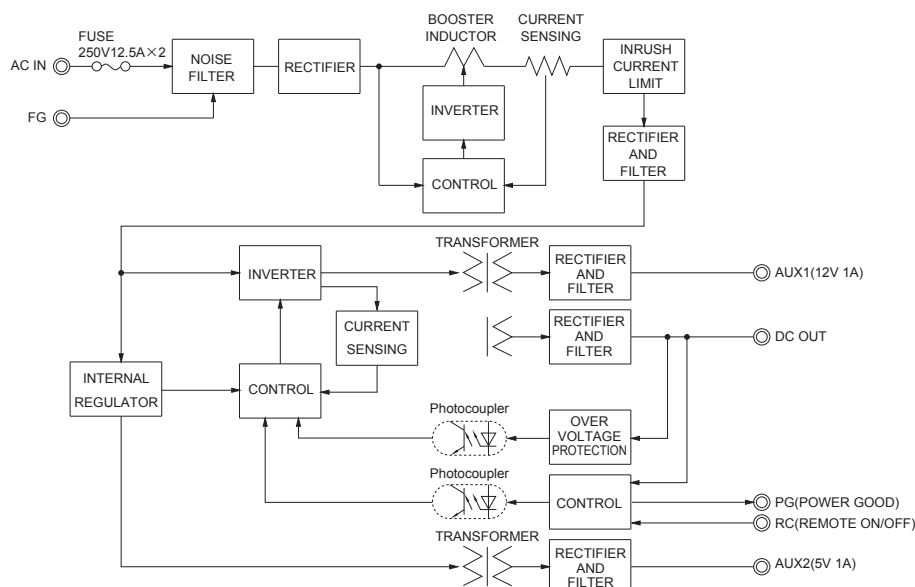 FUSE
250V12.5A×2
AC IN
FG
NOISE
FILTER
RECTIFIER
BOOSTER
INDUCTOR
CURRENT
SENSING
INVERTER
CONTROL
INRUSH
CURRENT
LIMIT
RECTIFIER
AND
FILTER
TRANSFORMER
INVERTER
RECTIFIER
AND
FILTER
AUX1(12V 1A)
CURRENT
SENSING
RECTIFIER
AND
FILTER
DC OUT
INTERNAL
REGULATOR
CONTROL
Photocoupler
OVER
VOLTAGE
PROTECTION
Photocoupler
CONTROL
PG(POWER GOOD)
RC(REMOTE ON/OFF)
TRANSFORMER
RECTIFIER
AND
FILTER
AUX2(5V 1A)